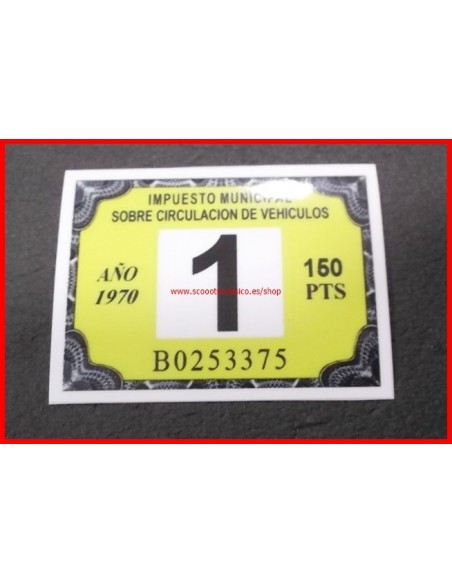 IMPUESTO MUNICIPAL
SOBRE CIRCULACION DE VEHICULOS
AÑO
1970
1
150
PTS
B0253375